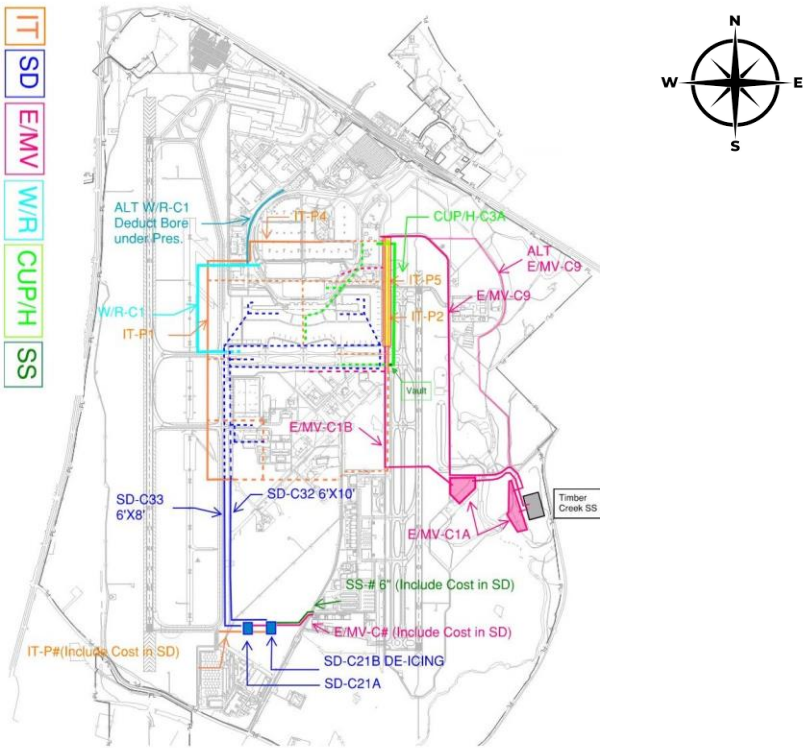 IT
SD
E/MV
W/R
CUP/H
SS
N
W
E
S
ALT W/R-C1
Deduct Bore
under Pres.
IT-P4
CUP/H-C3A
ALT
E/MV-C9
IT-P5
E/MV-C9
W/R-C1
IT-P2
IT-P1
Vault
E/MV-C1B
SD-C33
6'X8'
SD-C32 6'X10'
Timber
Creek SS
E/MV-C1A
SS-# 6" (Include Cost in SD)
E/MV-C# (Include Cost in SD)
IT-P#(Include Cost in SD)
SD-C21B DE-ICING
SD-C21A